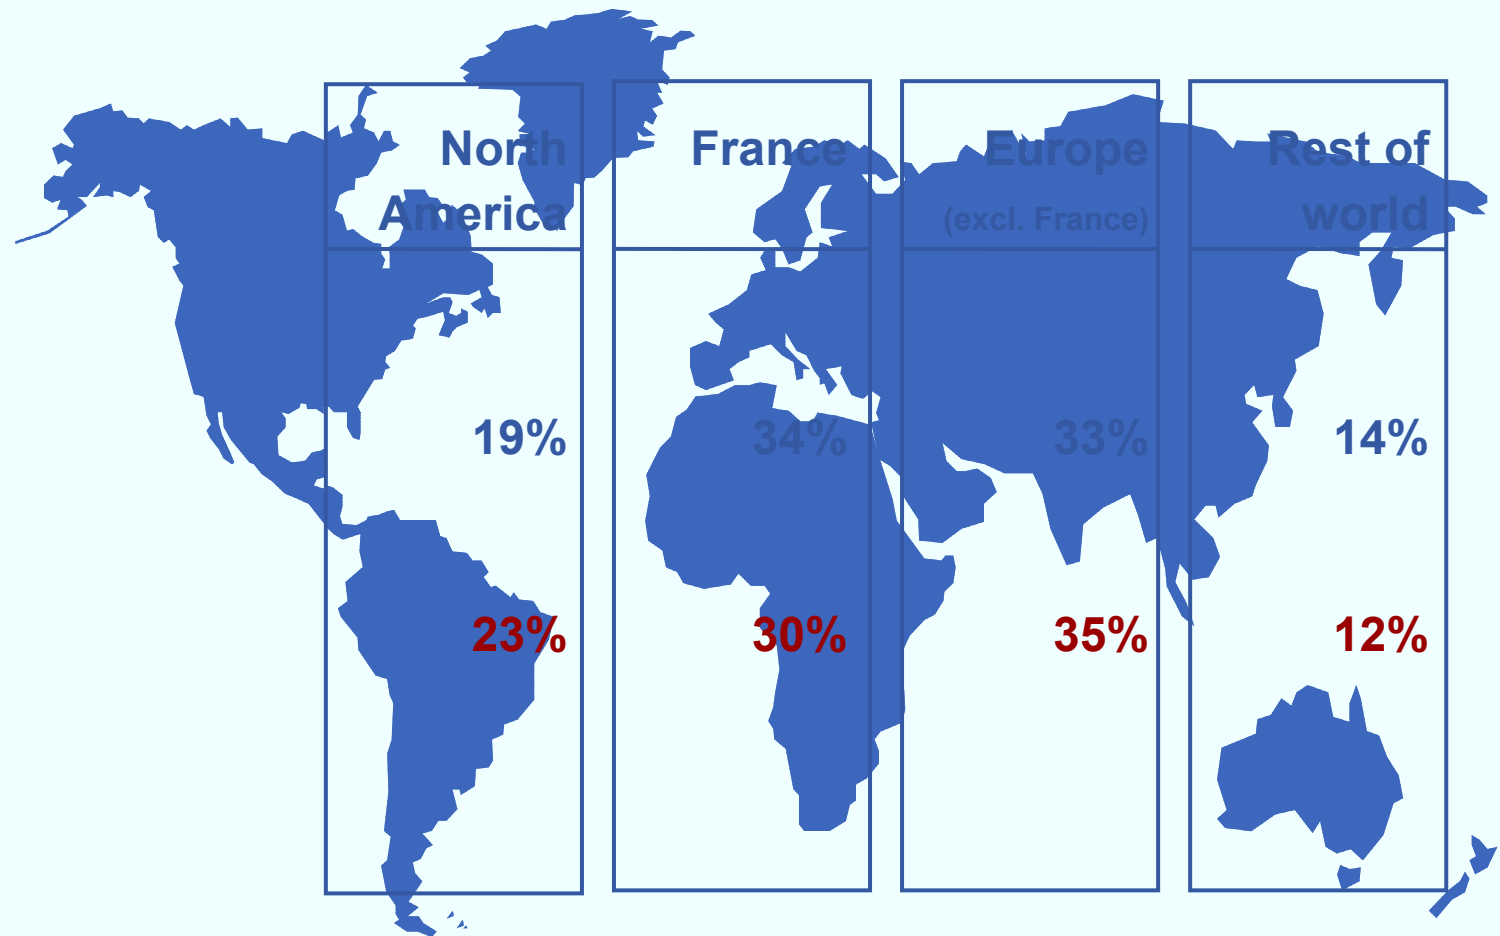 North
America
France
Europe
(excl. France)
Rest of
world
19%
34%
33%
14%
23%
30%
35%
12%